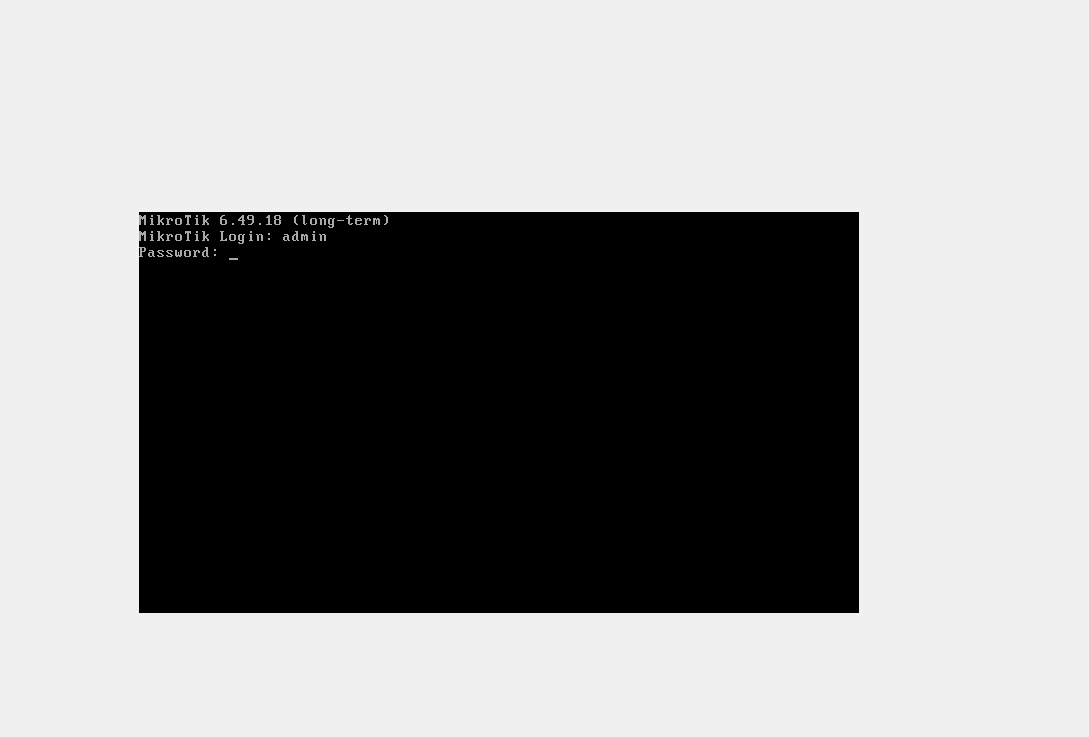 MikroTik 6.49.18 (long-term)
MikroTik Login: admin
Password: _